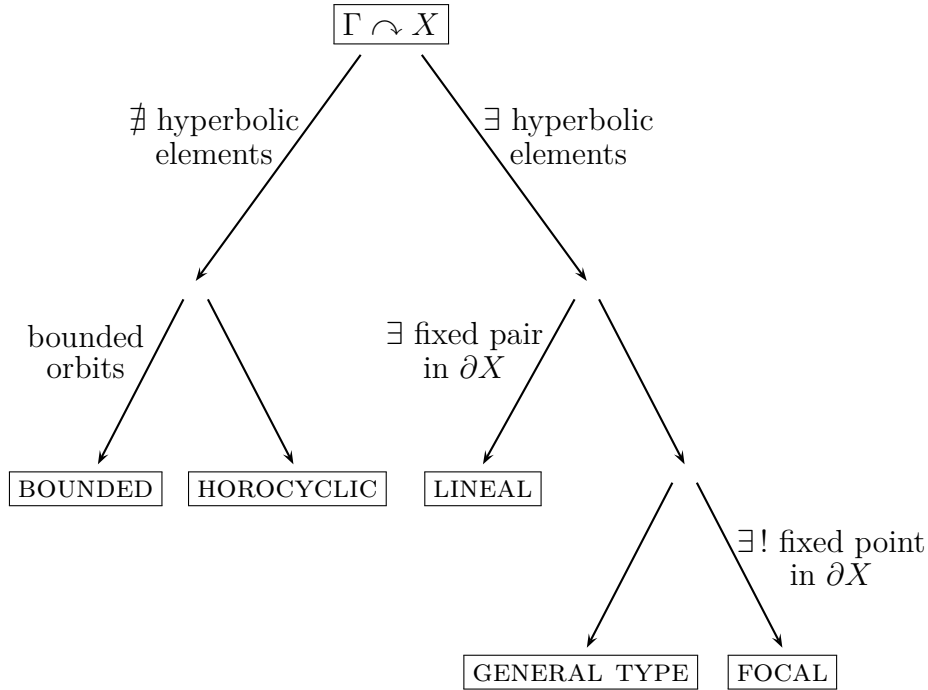 Γ ↷ X
∄ hyperbolic
elements
∃ hyperbolic
elements
bounded
orbits
∃ fixed pair
in ∂X
BOUNDED
HOROCYCLIC
LINEAL
∃! fixed point
in ∂X
GENERAL TYPE
FOCAL